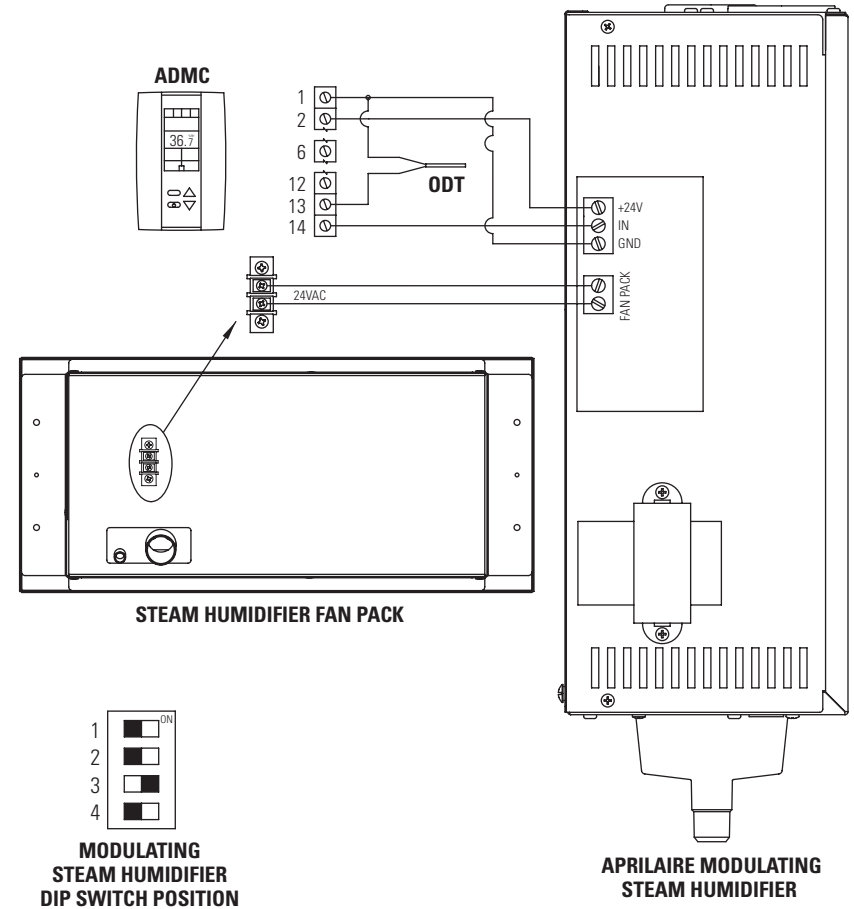 ADMC
36.7
1
2
6
12
13
14
ODT
+24V
IN
GND
FAN PACK
24VAC
STEAM HUMIDIFIER FAN PACK
ON
1
2
3
4
MODULATING
STEAM HUMIDIFIER
DIP SWITCH POSITION
APRILAIRE MODULATING
STEAM HUMIDIFIER